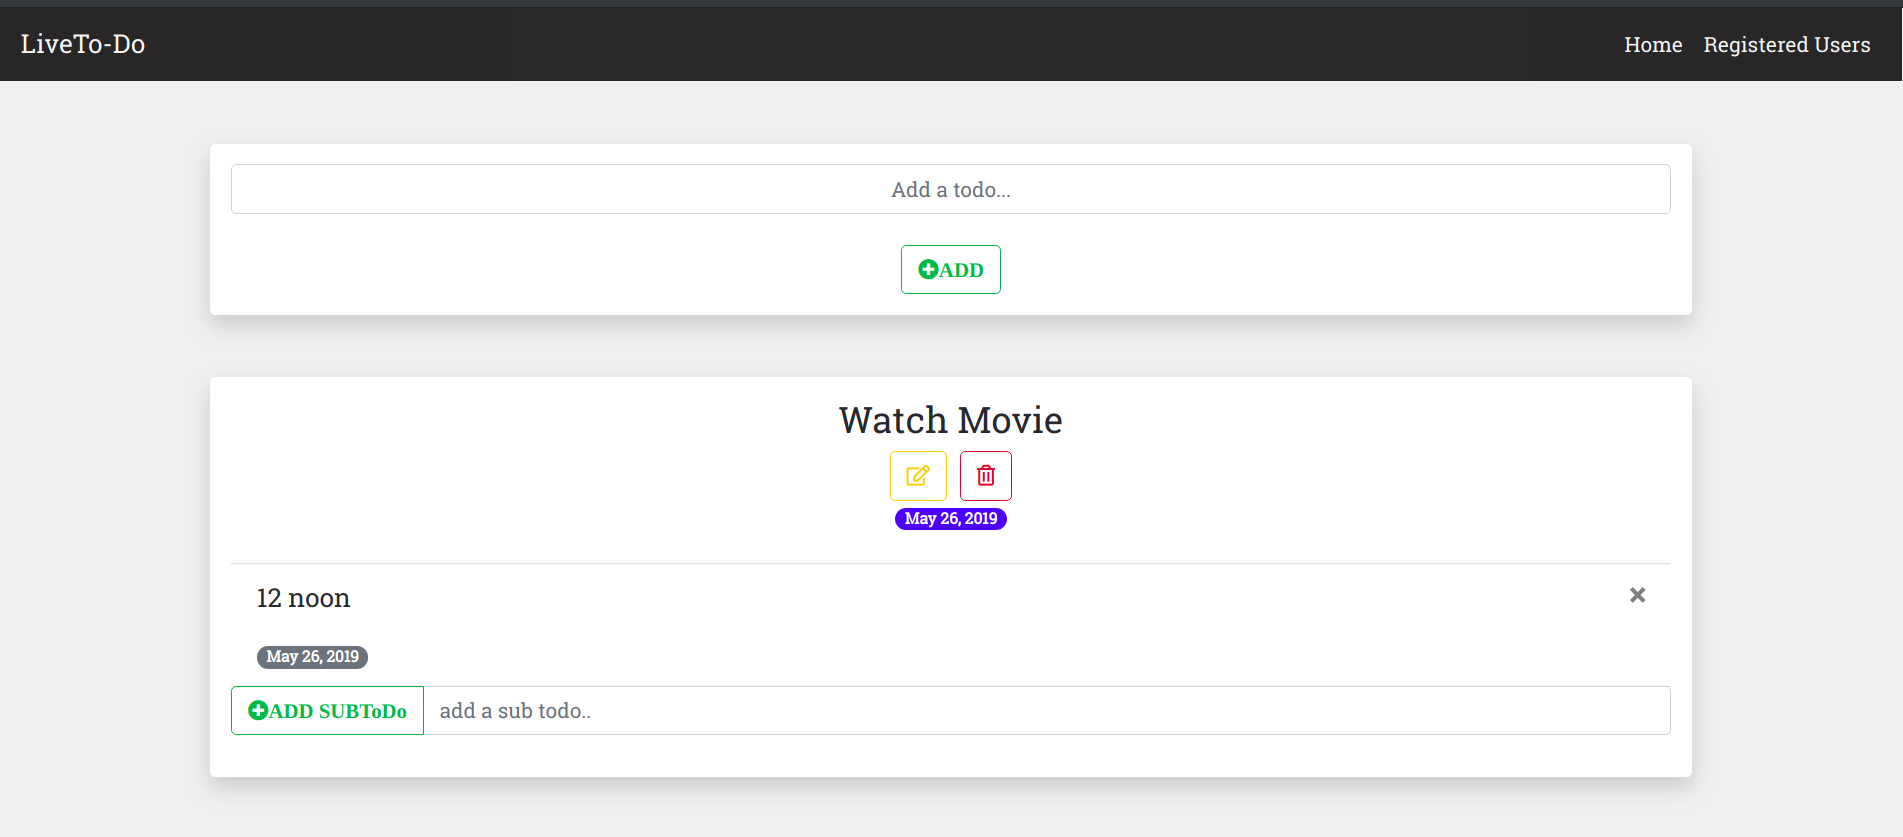 LiveTo-Do
Home Registered Users
Add a todo...
ADD
Watch Movie
May 26, 2019
12 noon
May 26, 2019
ADD SUBToDo add a sub todo..